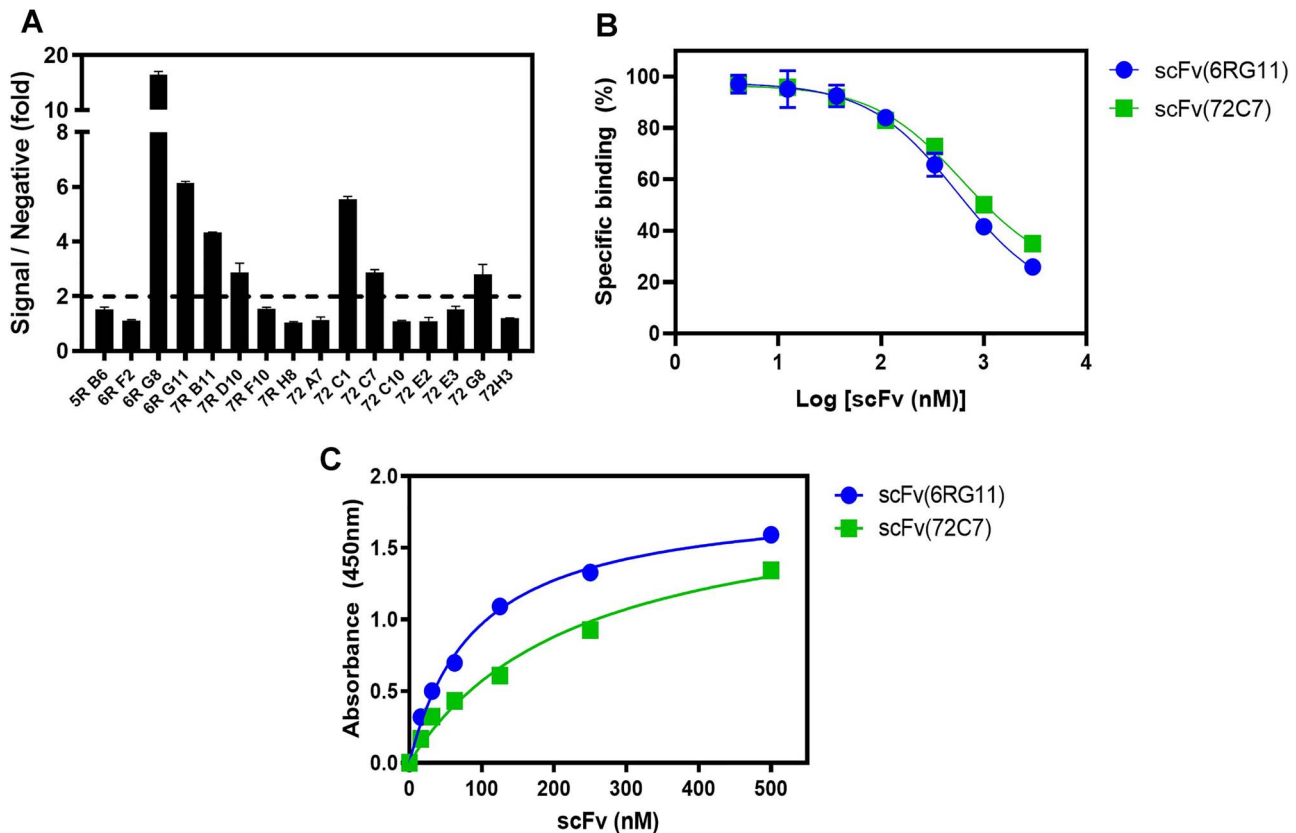 A
Signal / Negative (fold)
20
10
8
6
4
2
0
5R B6
6R F2
6R G8
6R G11
7R B11
7R D10
7R F10
7R H8
72 A7
72 C1
72 C7
72 C10
72 E2
72 E3
72 G8
72H3
B
Specific binding (%)
100
80
60
40
20
0
0 1 2 3 4
Log [scFv (nM)]
scFv(6RG11)
scFv(72C7)
C
Absorbance (450nm)
2.0
1.5
1.0
0.5
0.0
0 100 200 300 400 500
scFv (nM)
scFv(6RG11)
scFv(72C7)